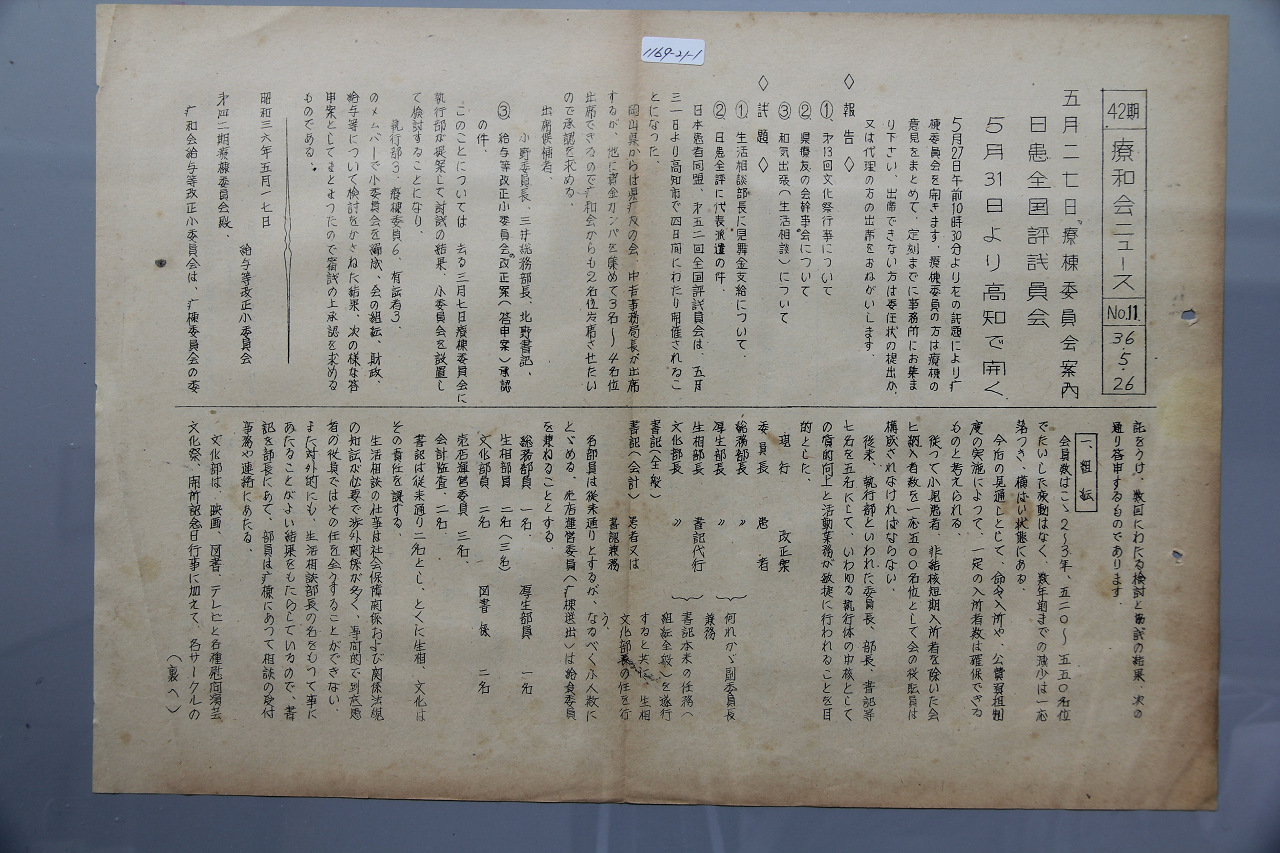 1169-21-1
42期
療和会ニュース
No.11
36
5.26
五月二七日 療棟委員会案内
日患全国評試員会
5月31日より高知で開く
5月27日午前10時30分より左の試題により疒
棟委員会を開きます。療棟委員の方は療棟の
意見をまとめて、定刻までに事務所にお集ま
り下さい。出席できない方は委任状の提出か、
又は代理の方の出席をおねがいします。
◇報告◇
①、才13回文化祭行事について
②、県療友の会幹事会について
③、和気出張(生活相談)について
◇試題◇
①、生活相談部長に見舞金支給について、
②、日患全評に代表派遣の件、
日本患者同盟、才五二回全国評試員会は、五月
三一日より高知市で四日間にわたり開催されるこ
とになった。
岡山県からは県疒友の会、中吉事務局長が出席
するが、他に資金カンパを集めて3名〜4名位
出席できるので疒和会からも2名位出席させたい
ので承認を求める。
出席候補者、
小野委員長、三井総務部長、北野書記、
③、給与等改正小委員会改正案(答申案)承認
の件、
このことについては 去る三月七日療棟委員会に
執行部が提案して討試の結果、小委員会を設置し
て検討することになり、
執行部3、療棟委員6、有試者3、
のメムバーで小委員会を編成、会の組試、財政、
給与等について検討をかさねた結果、次の様な答
申案としてまとまったので審試の上承認を求める
ものである。
昭和三六年五月一七日
給与等改正小委員会
才四二期療棟委員会殿、
疒和会給与等改正小委員会は、疒棟委員会の委
託をうけ、数回にわたる検討と審試の結果、次の
通り答申するものであります。
一、組試
会員数はこゝ2〜3年、五二〇〜五五〇名位
でたいした変動はなく、数年前までの減少は一応
落つき、横ばい状態にある。
今后の見通しとして、命令入所や、公費負担制
度の実施によって、一定の入所者数は確保できる
ものと考えられる。
従って小児患者、非結核短期入所者を除いた会
費納入者数を一応五〇〇名位として会の役試員は
構成されなければならない。
従来、執行部といわれた委員長、部長、書記等
七名を五名にして、いわゆる執行体の中核として
の質的向上と活動業務が敏捷に行われることを目
的とした。
現行 改正案
委員長 患者
総務部長 〃
厚生部長 〃
生相部長 書記代行
文化部長 〃
書記(全般)
書記(会計) 患者又は
書記兼務
何れかゞ副委員長
兼務
書記本来の任務(
組試全般)を遂行
すると共に、生相
文化部長の任を行
う。
各部員は従来通りとするが、なるべく小人数に
とゞめる。売店運営委員(疒棟選出)は給食委員
を兼ねることとする。
総務部員 一名 厚生部員 一名
生相部員 二名(三名)
文化部員 二名 図書係 二名
売店運営委員 三名、
会計監査、二名、
書記は従来通り二名とし、とくに生相、文化は
その責任を課する。
生活相談の仕事は社会保障関係および関係法規
の知試が必要で渉外関係が多く、専門的で到底患
者の役員ではその任を全うすることができない、
また対外的にも、生活相談部長の名をもって事に
あたることがよい結果をもたらしているので、書
記を部長にあて、部員は疒棟にあって相談の受付
事務や連絡にあたる。
文化部は、映画、図書、テレビと各種慰問演芸
文化祭、開所記念日行事に加えて、各サークルの
(裏へ)